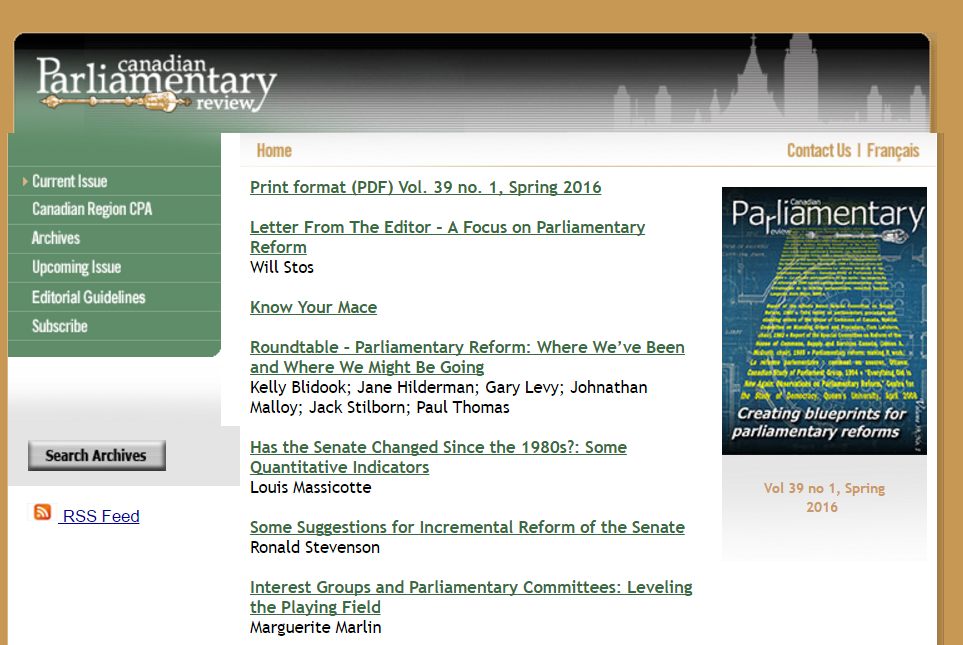 canadian
Parliamentary
review
Home
Contact Us | Français
Current Issue
Canadian Region CPA
Archives
Upcoming Issue
Editorial Guidelines
Subscribe
Search Archives
RSS Feed
Print format (PDF) Vol. 39 no. 1, Spring 2016
Letter From The Editor – A Focus on Parliamentary
Reform
Will Stos
Know Your Mace
Roundtable – Parliamentary Reform: Where We’ve Been
and Where We Might Be Going
Kelly Blidook; Jane Hilderman; Gary Levy; Johnathan
Malloy; Jack Stilborn; Paul Thomas
Has the Senate Changed Since the 1980s?: Some
Quantitative Indicators
Louis Massicotte
Some Suggestions for Incremental Reform of the Senate
Ronald Stevenson
Interest Groups and Parliamentary Committees: Leveling
the Playing Field
Marguerite Marlin
Canadian
Parliamentary
review
Creating blueprints for
parliamentary reforms
Vol 39 no 1, Spring
2016